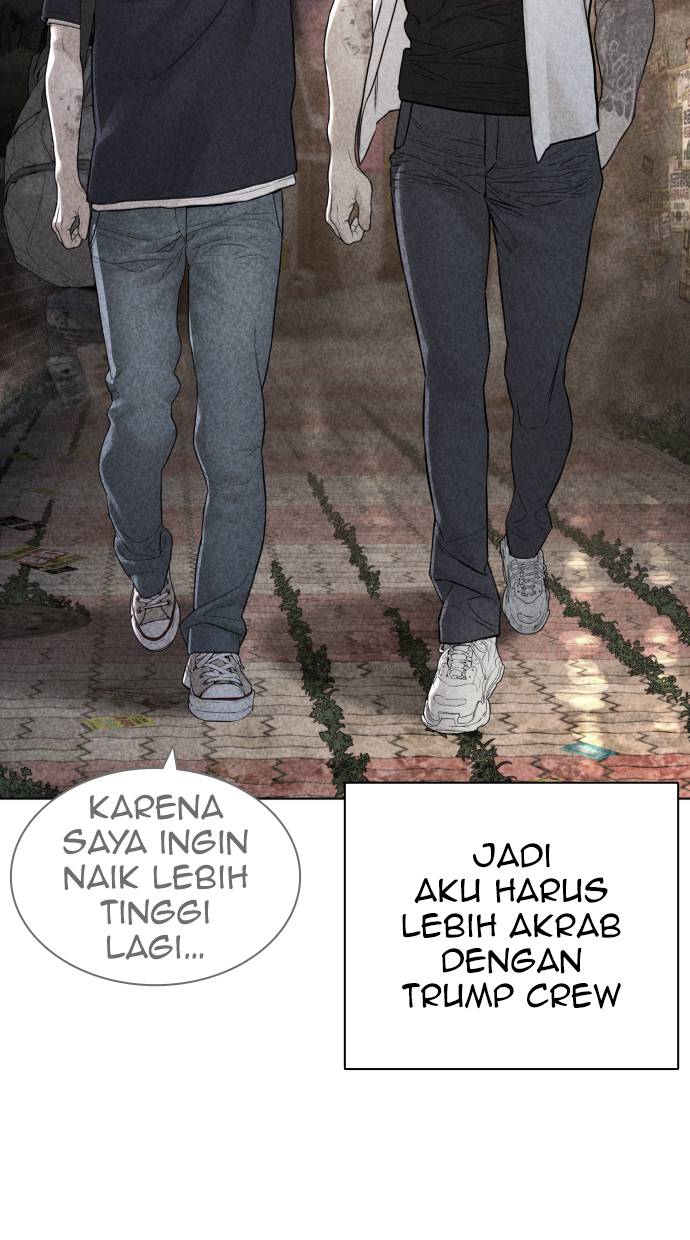 KARENA
SAYA INGIN
NAIK LEBIH
TINGGI
LAGI...
JADI
AKU HARUS
LEBIH AKRAB
DENGAN
TRUMP CREW